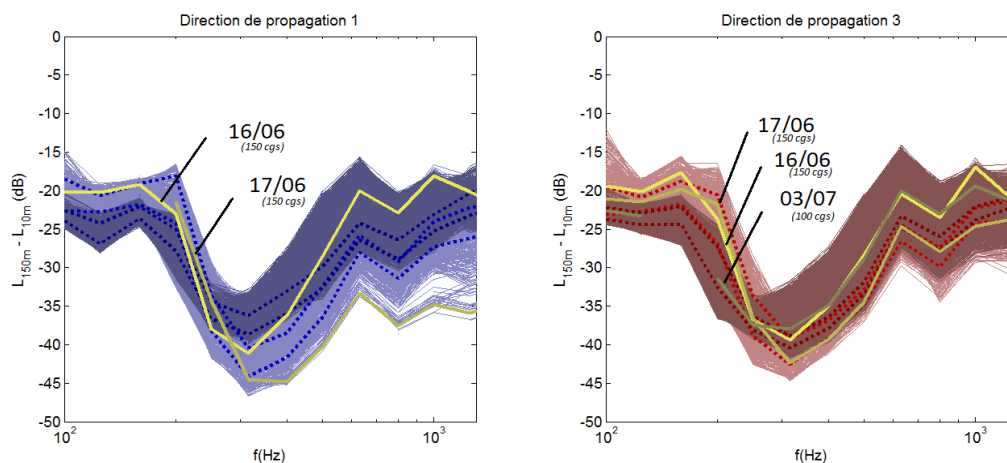 Direction de propagation 1
0
-5
-10
-15
-20
-25
-30
-35
-40
-45
-50
L150m - L10m (dB)
16/06
(150 cgs)
17/06
(150 cgs)
10²
10³
f(Hz)
Direction de propagation 3
0
-5
-10
-15
-20
-25
-30
-35
-40
-45
-50
L150m - L10m (dB)
17/06
(150 cgs)
16/06
(150 cgs)
03/07
(100 cgs)
10²
10³
f(Hz)